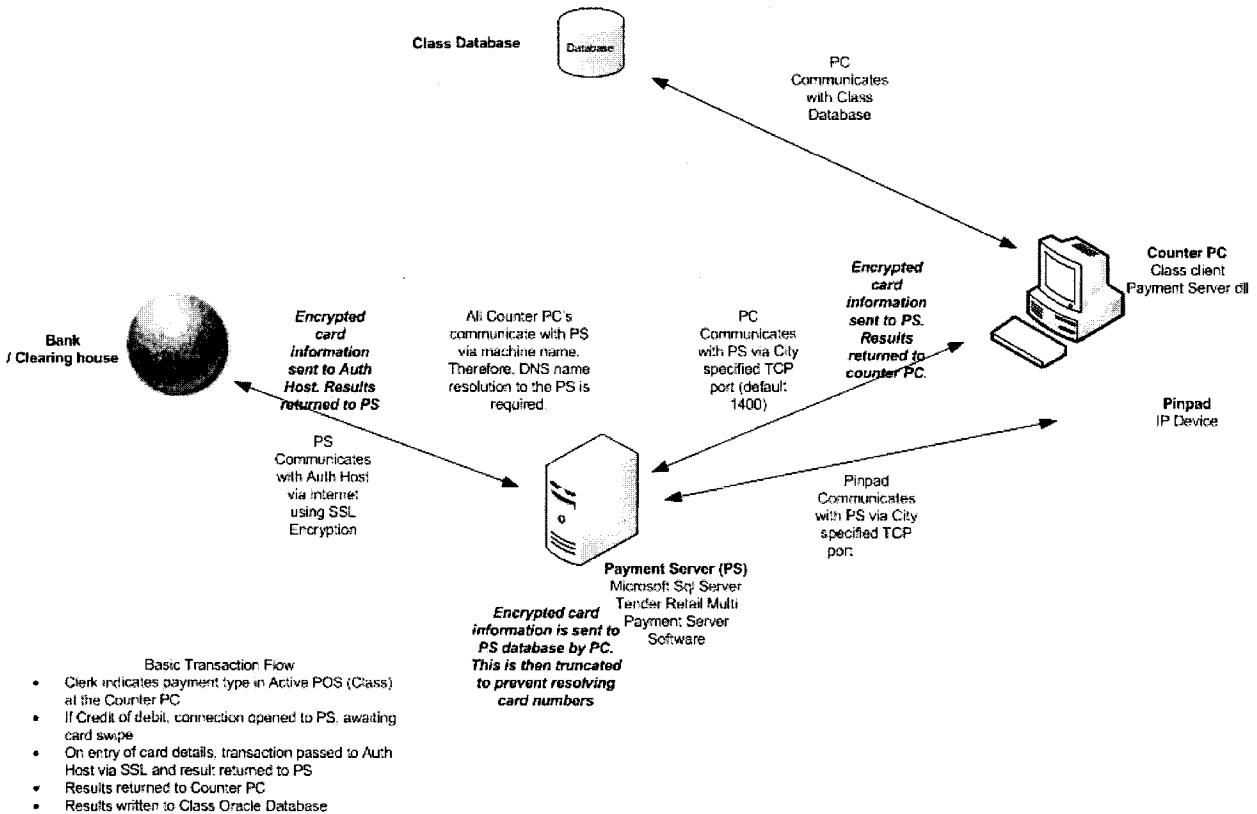 Class Database
Database
PC
Communicates
with Class
Database
Counter PC
Class client
Payment Server dll
Encrypted
card
information
sent to PS.
Results
returned to
counter PC.
Bank
/ Clearing house
Encrypted
card
information
sent to Auth
Host. Results
returned to PS
All Counter PC's
communicate with PS
via machine name.
Therefore, DNS name
resolution to the PS is
required
PC
Communicates
with PS via City
specified TCP
port (default
1400)
Pinpad
IP Device
PS
Communicates
with Auth Host
via internet
using SSL
Encryption
Pinpad
Communicates
with PS via City
specified TCP
port
Payment Server (PS)
Microsoft Sql Server
Tender Retail Multi
Payment Server
Software
Encrypted card
information is sent to
PS database by PC.
This is then truncated
to prevent resolving
card numbers
Basic Transaction Flow
• Clerk indicates payment type in Active POS (Class)
at the Counter PC
• If Credit of debit, connection opened to PS, awaiting
card swipe
• On entry of card details, transaction passed to Auth
Host via SSL and result returned to PS
• Results returned to Counter PC
• Results written to Class Oracle Database